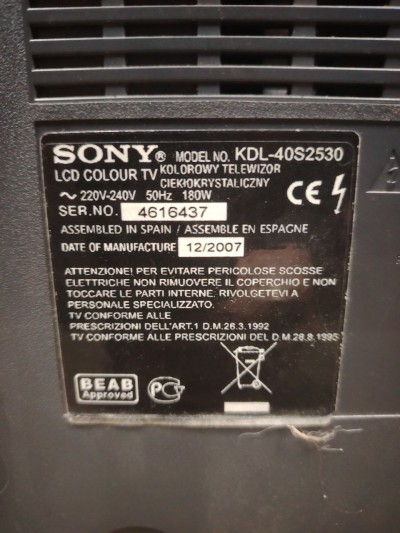 SONY® MODEL NO. KDL-40S2530
LCD COLOUR TV KOLOROWY TELEWIZOR CIEKŁOKRYSTALICZNY
~ 220V-240V 50Hz 180W CE
SER.NO. 4616437
ASSEMBLED IN SPAIN / ASSEMBLE EN ESPAGNE
DATE OF MANUFACTURE 12/2007
ATTENZIONE! PER EVITARE PERICOLOSE SCOSSE
ELETTRICHE NON RIMUOVERE IL COPERCHIO E NON
TOCCARE LE PARTI INTERNE. RIVOLGETEVI A
PERSONALE SPECIALIZZATO.
TV CONFORME ALLE
PRESCRIZIONI DELL'ART.1 D.M.26.3.1992
TV CONFORME ALLE PRESCRIZIONI DEL D.M.28.8.1995
BEAB
Approved